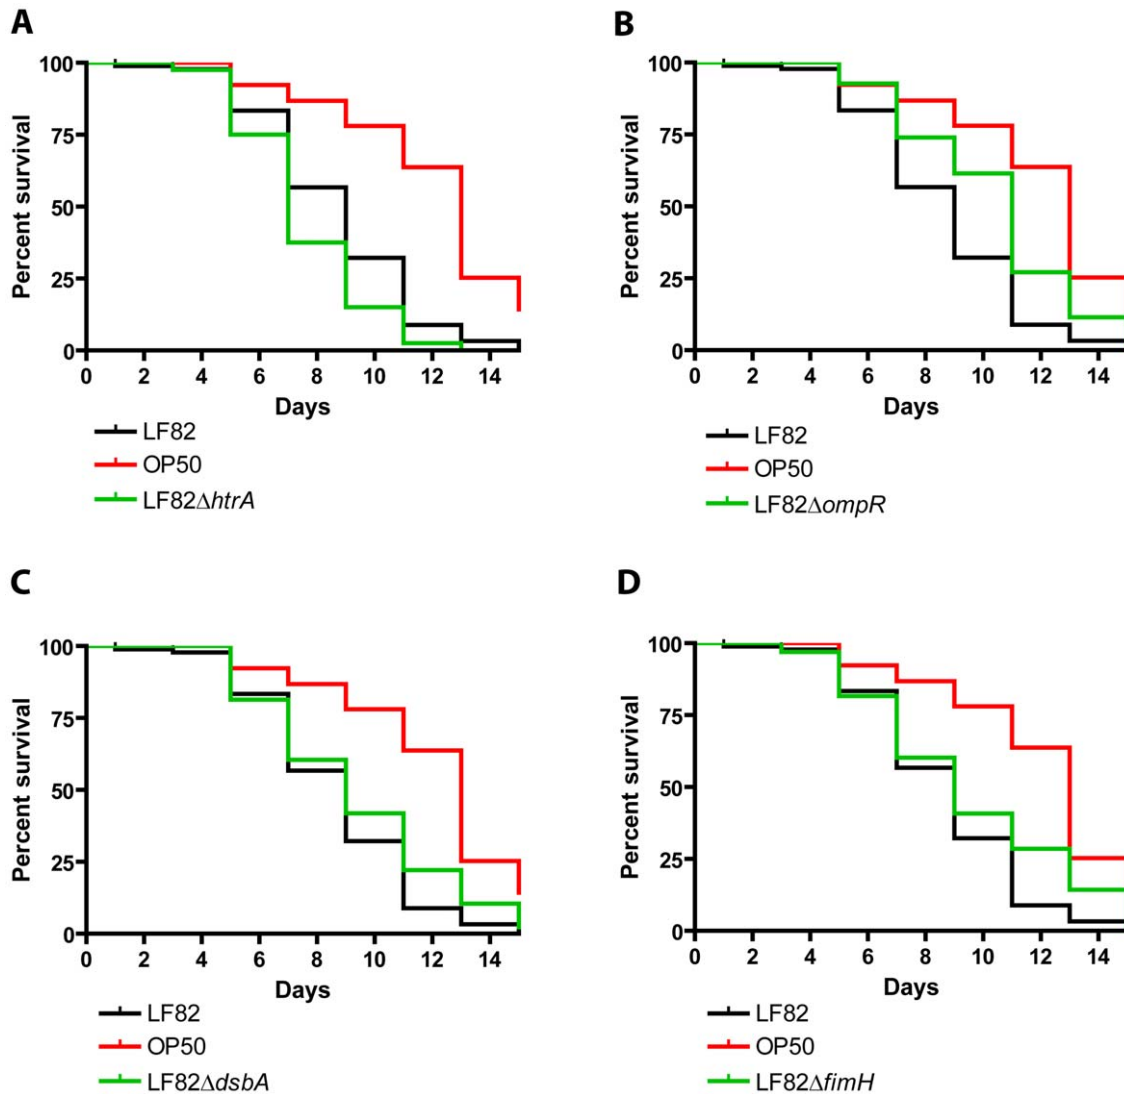 A
B
Percent survival
100
75
50
25
0
0 2 4 6 8 10 12 14
Days
LF82
OP50
LF82ΔhtrA
Percent survival
100
75
50
25
0
0 2 4 6 8 10 12 14
Days
LF82
OP50
LF82ΔompR
C
D
Percent survival
100
75
50
25
0
0 2 4 6 8 10 12 14
Days
LF82
OP50
LF82ΔdsbA
Percent survival
100
75
50
25
0
0 2 4 6 8 10 12 14
Days
LF82
OP50
LF82ΔfimH